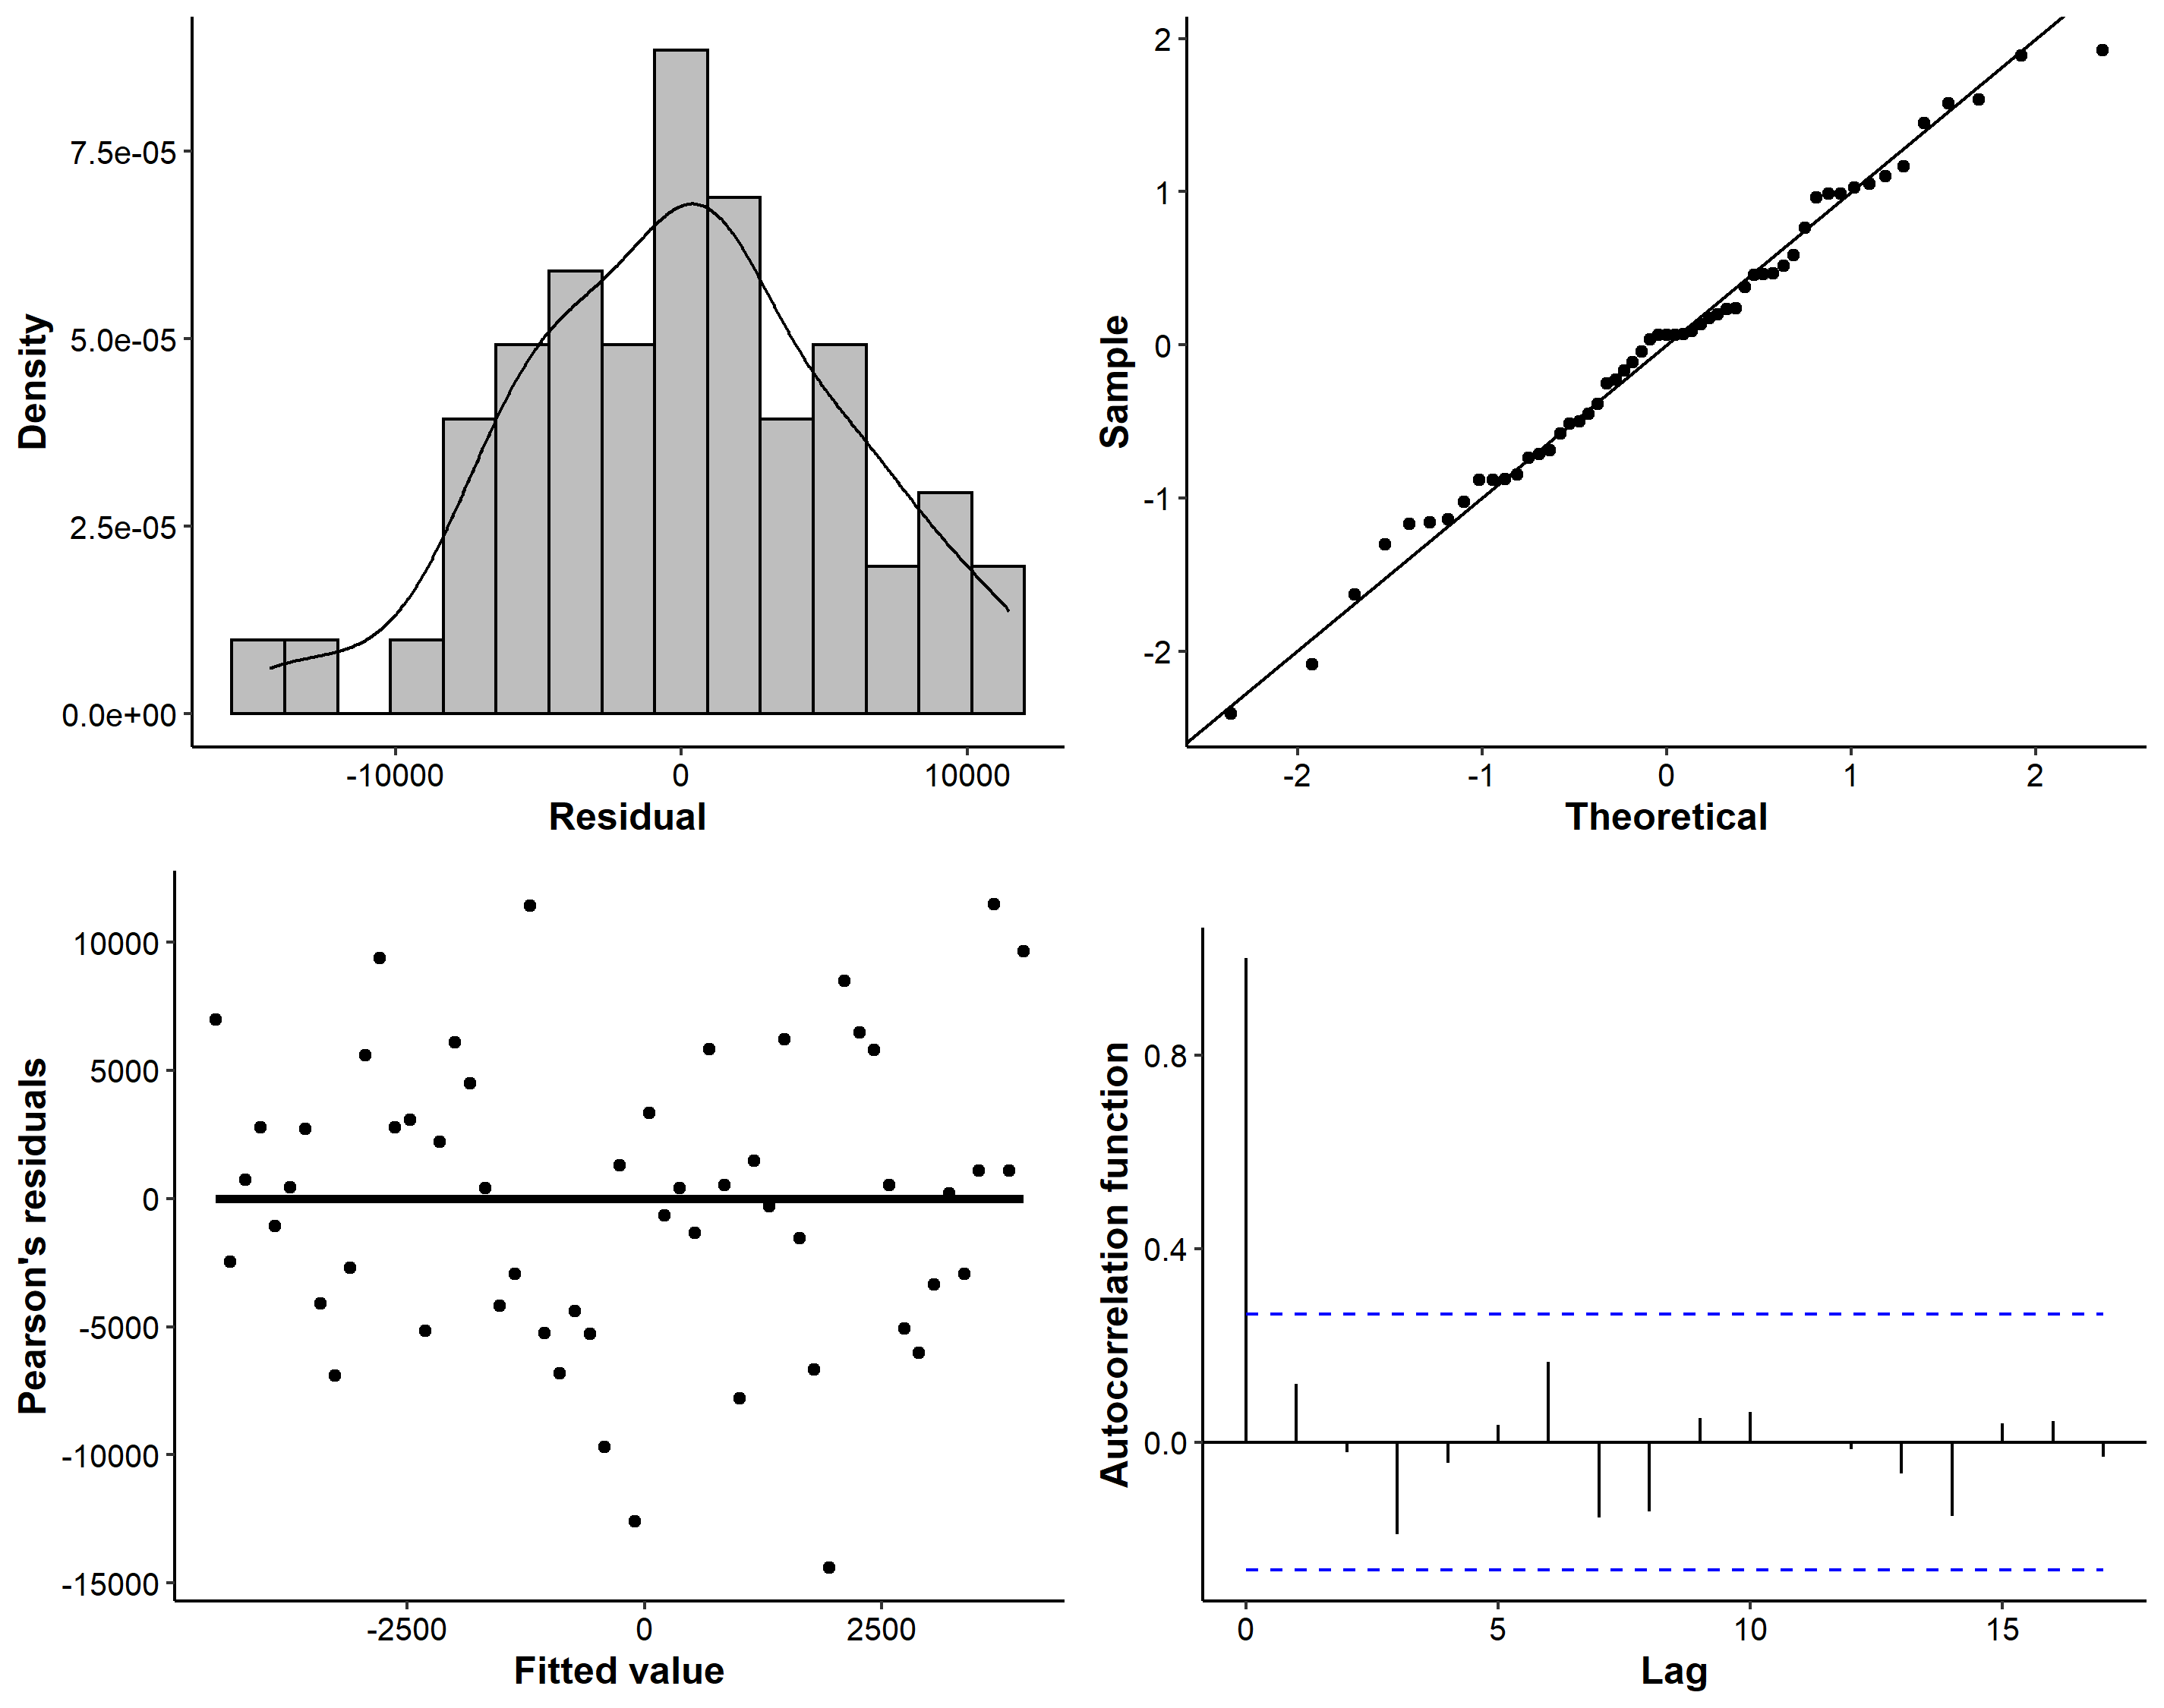 Density
7.5e-05
5.0e-05
2.5e-05
0.0e+00
-10000
0
10000
Residual
Sample
2
1
0
-1
-2
-2
-1
0
1
2
Theoretical
Pearson's residuals
10000
5000
0
-5000
-10000
-15000
-2500
0
2500
Fitted value
Autocorrelation function
0.8
0.4
0.0
0
5
10
15
Lag